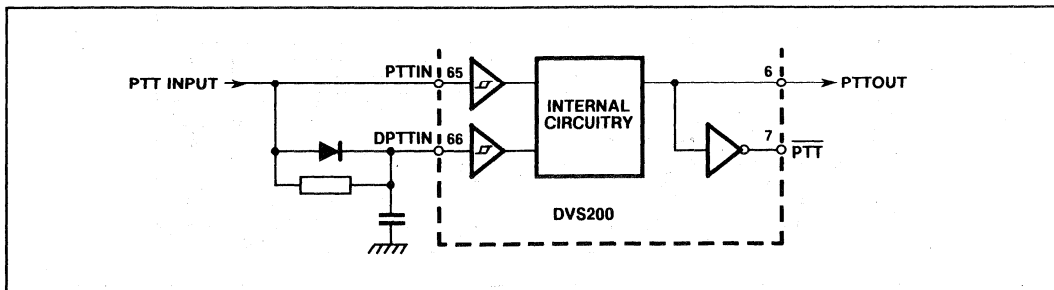 PTT INPUT
PTTIN 65
DPTTIN 66
INTERNAL
CIRCUITRY
6 PTTOUT
7 PTT
DVS200